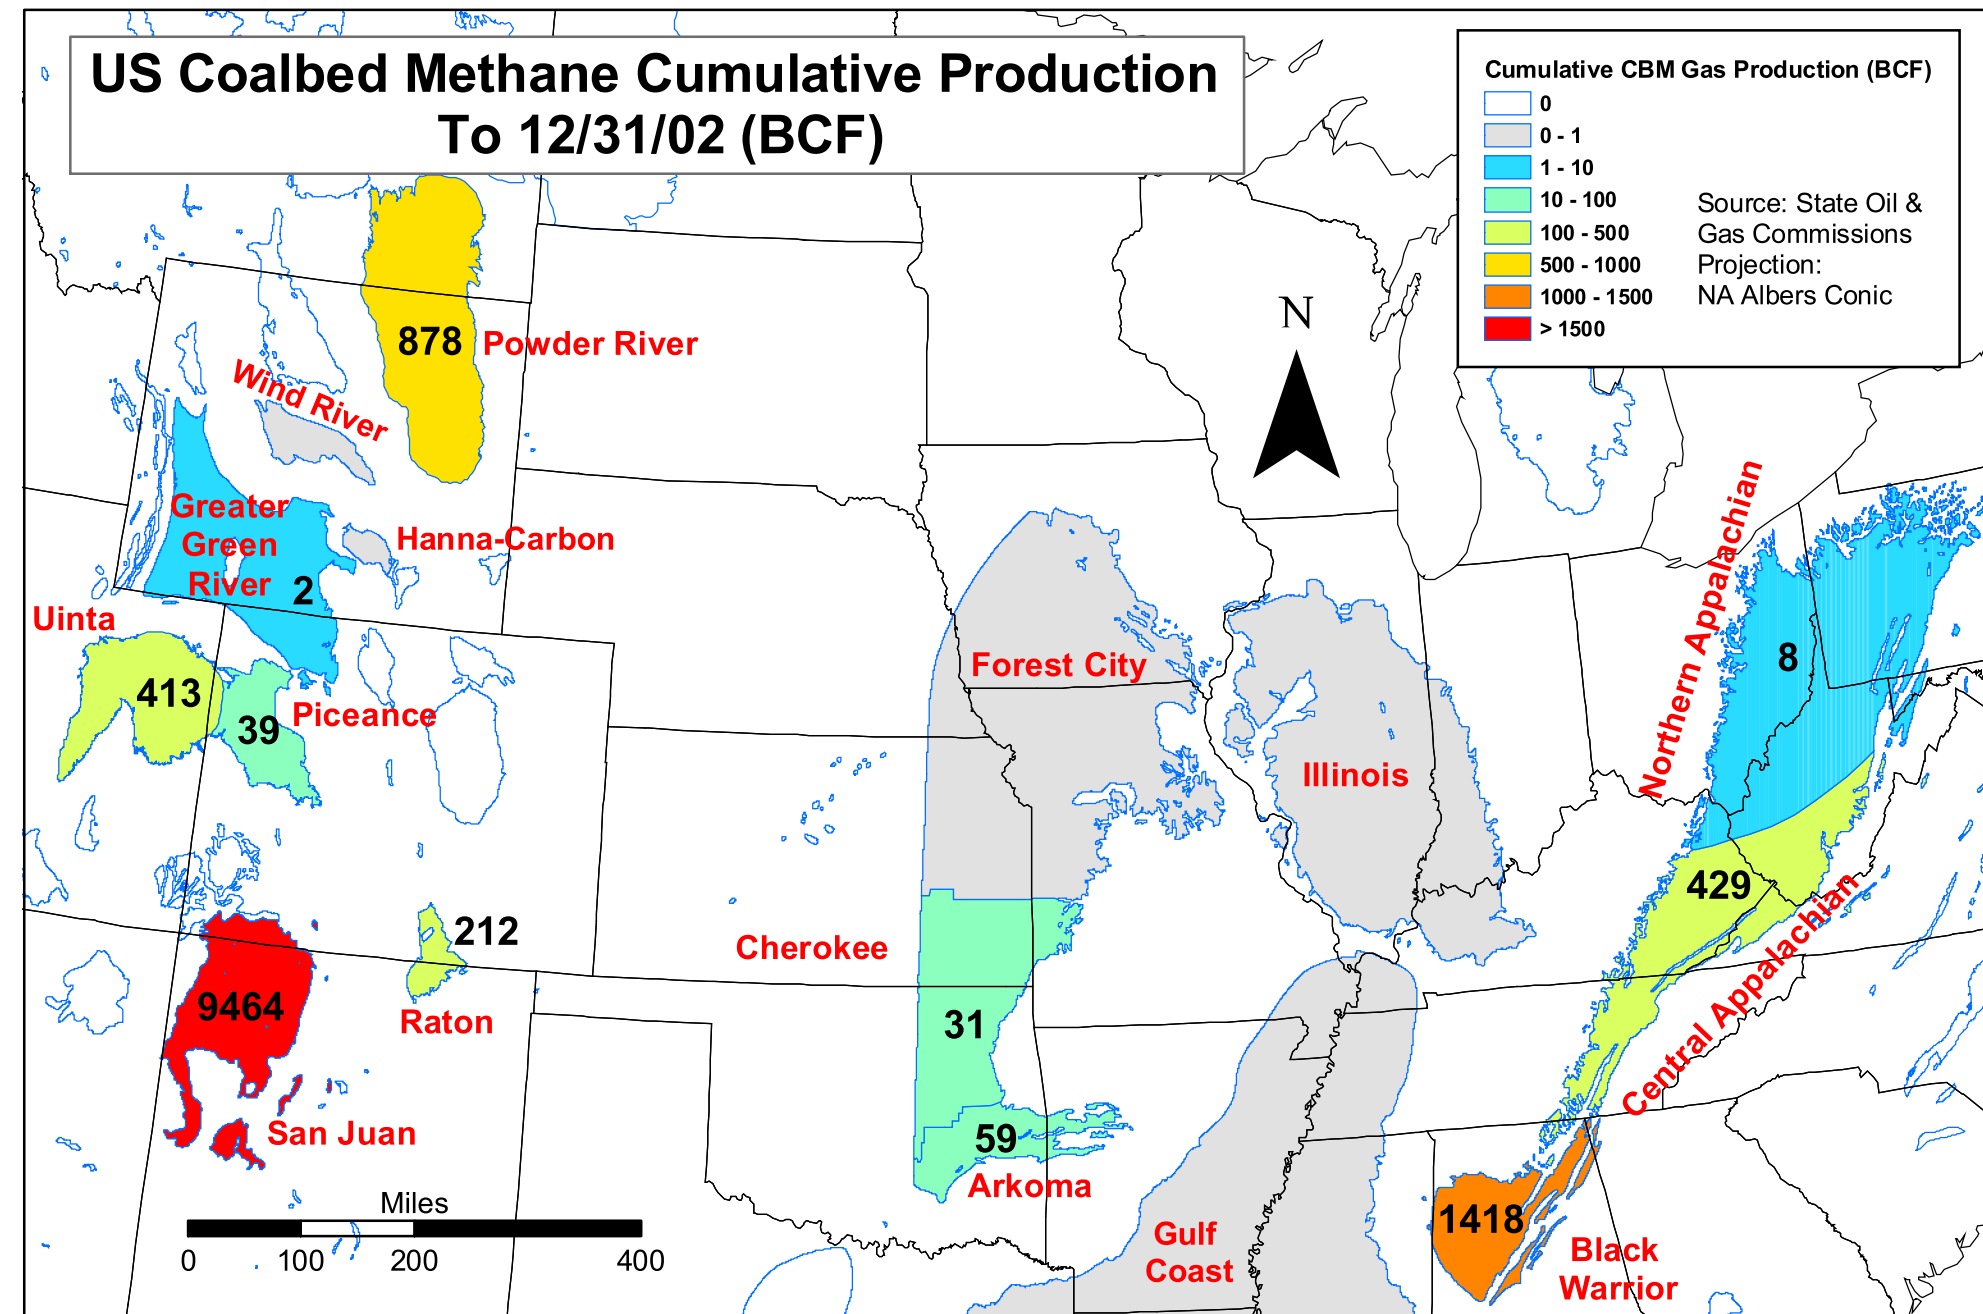 US Coalbed Methane Cumulative Production
To 12/31/02 (BCF)
Cumulative CBM Gas Production (BCF)
0
0 - 1
1 - 10
10 - 100
100 - 500
500 - 1000
1000 - 1500
> 1500
Source: State Oil &
Gas Commissions
Projection:
NA Albers Conic
N
878
Powder River
Wind River
Greater
Green
River
2
Hanna-Carbon
Uinta
413
39
Piceance
Forest City
Illinois
Northern Appalachian
8
429
Central Appalachian
212
Raton
9464
San Juan
Cherokee
31
59
Arkoma
Gulf
Coast
1418
Black
Warrior
Miles
0
100
200
400